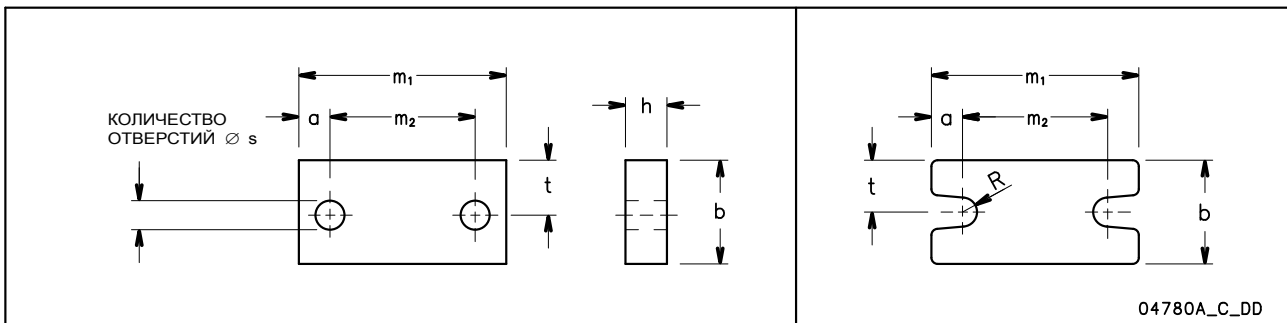 m₁
КОЛИЧЕСТВО
ОТВЕРСТИЙ ∅ s
a
m₂
h
t
b
m₁
a
m₂
t
R
b
04780A_C_DD